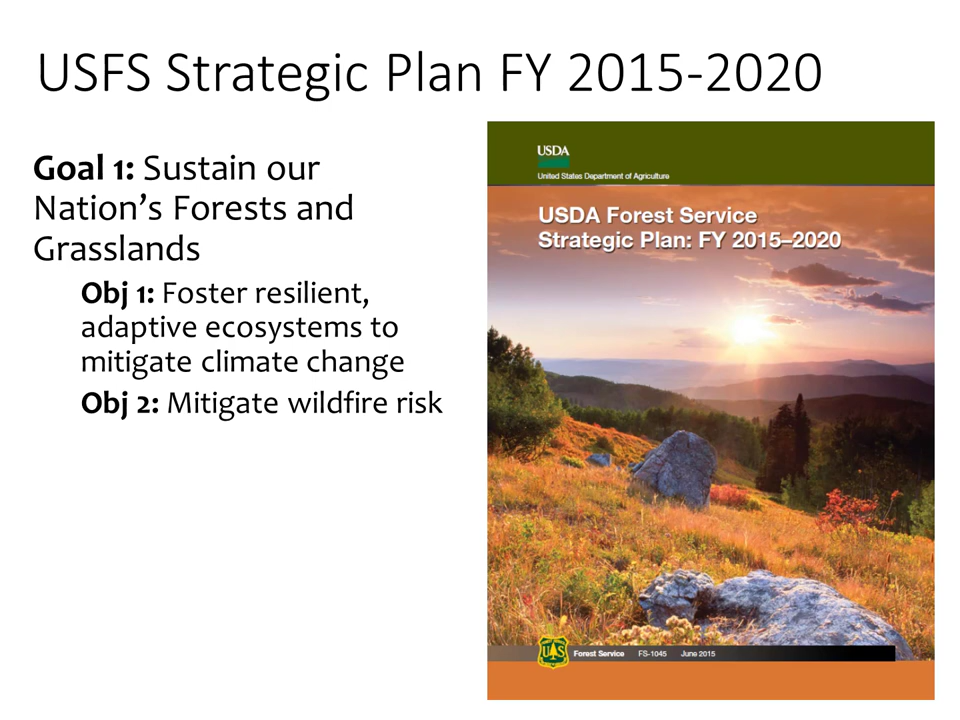 USFS Strategic Plan FY 2015-2020
Goal 1: Sustain our
Nation’s Forests and
Grasslands
Obj 1: Foster resilient,
adaptive ecosystems to
mitigate climate change
Obj 2: Mitigate wildfire risk
USDA
United States Department of Agriculture
USDA Forest Service
Strategic Plan: FY 2015–2020
U S
Forest Service FS-1045 June 2015